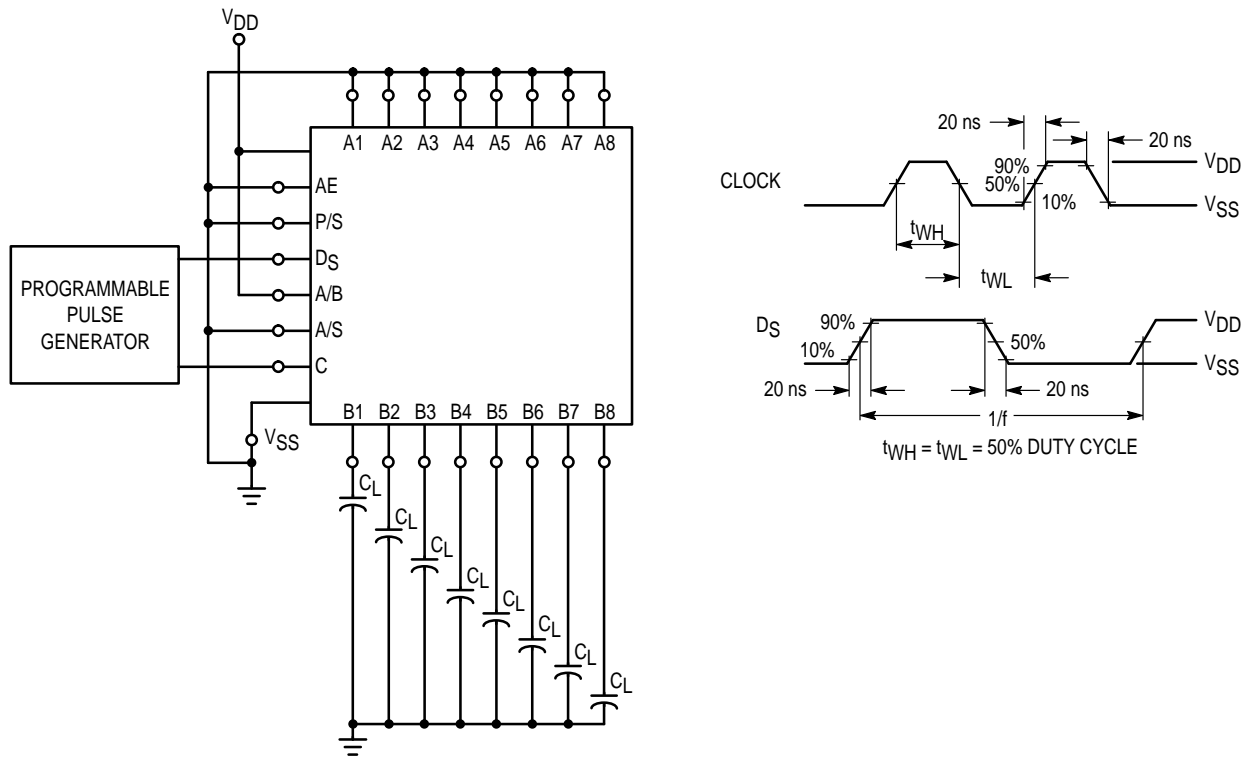 VDD
A1 A2 A3 A4 A5 A6 A7 A8
AE
P/S
DS
A/B
A/S
C
PROGRAMMABLE
PULSE
GENERATOR
VSS
B1 B2 B3 B4 B5 B6 B7 B8
CL
CL
CL
CL
CL
CL
CL
CL
CLOCK
20 ns
20 ns
90%
50%
10%
VDD
VSS
tWH
tWL
DS
90%
10%
50%
VDD
VSS
20 ns
20 ns
1/f
tWH = tWL = 50% DUTY CYCLE